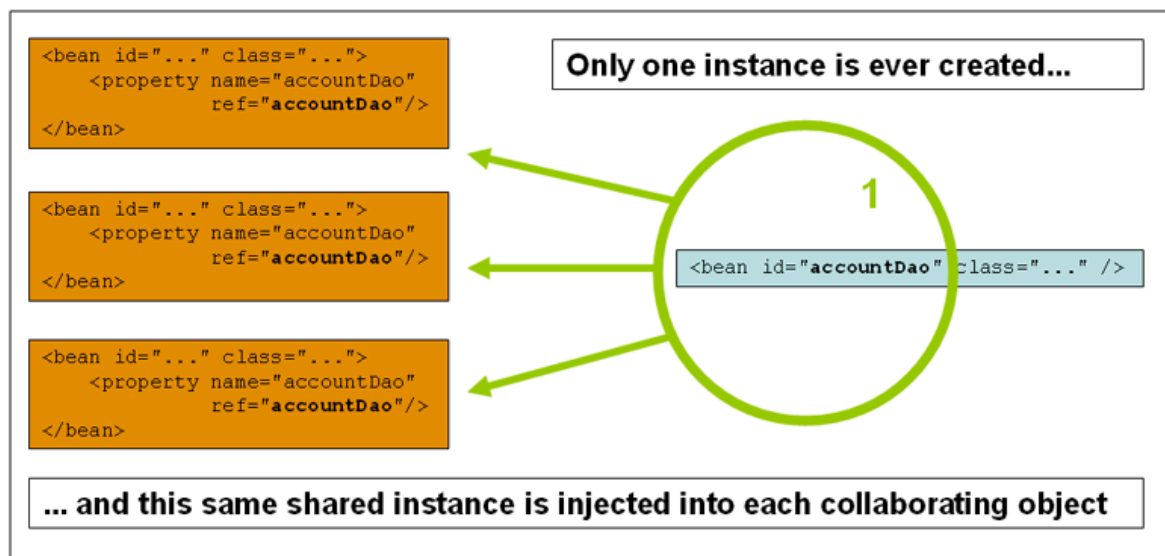 <bean id="..." class="...">
<property name="accountDao"
ref="accountDao"/>
</bean>
Only one instance is ever created...
<bean id="..." class="...">
<property name="accountDao"
ref="accountDao"/>
</bean>
1
<bean id="accountDao" class="..." />
<bean id="..." class="...">
<property name="accountDao"
ref="accountDao"/>
</bean>
... and this same shared instance is injected into each collaborating object